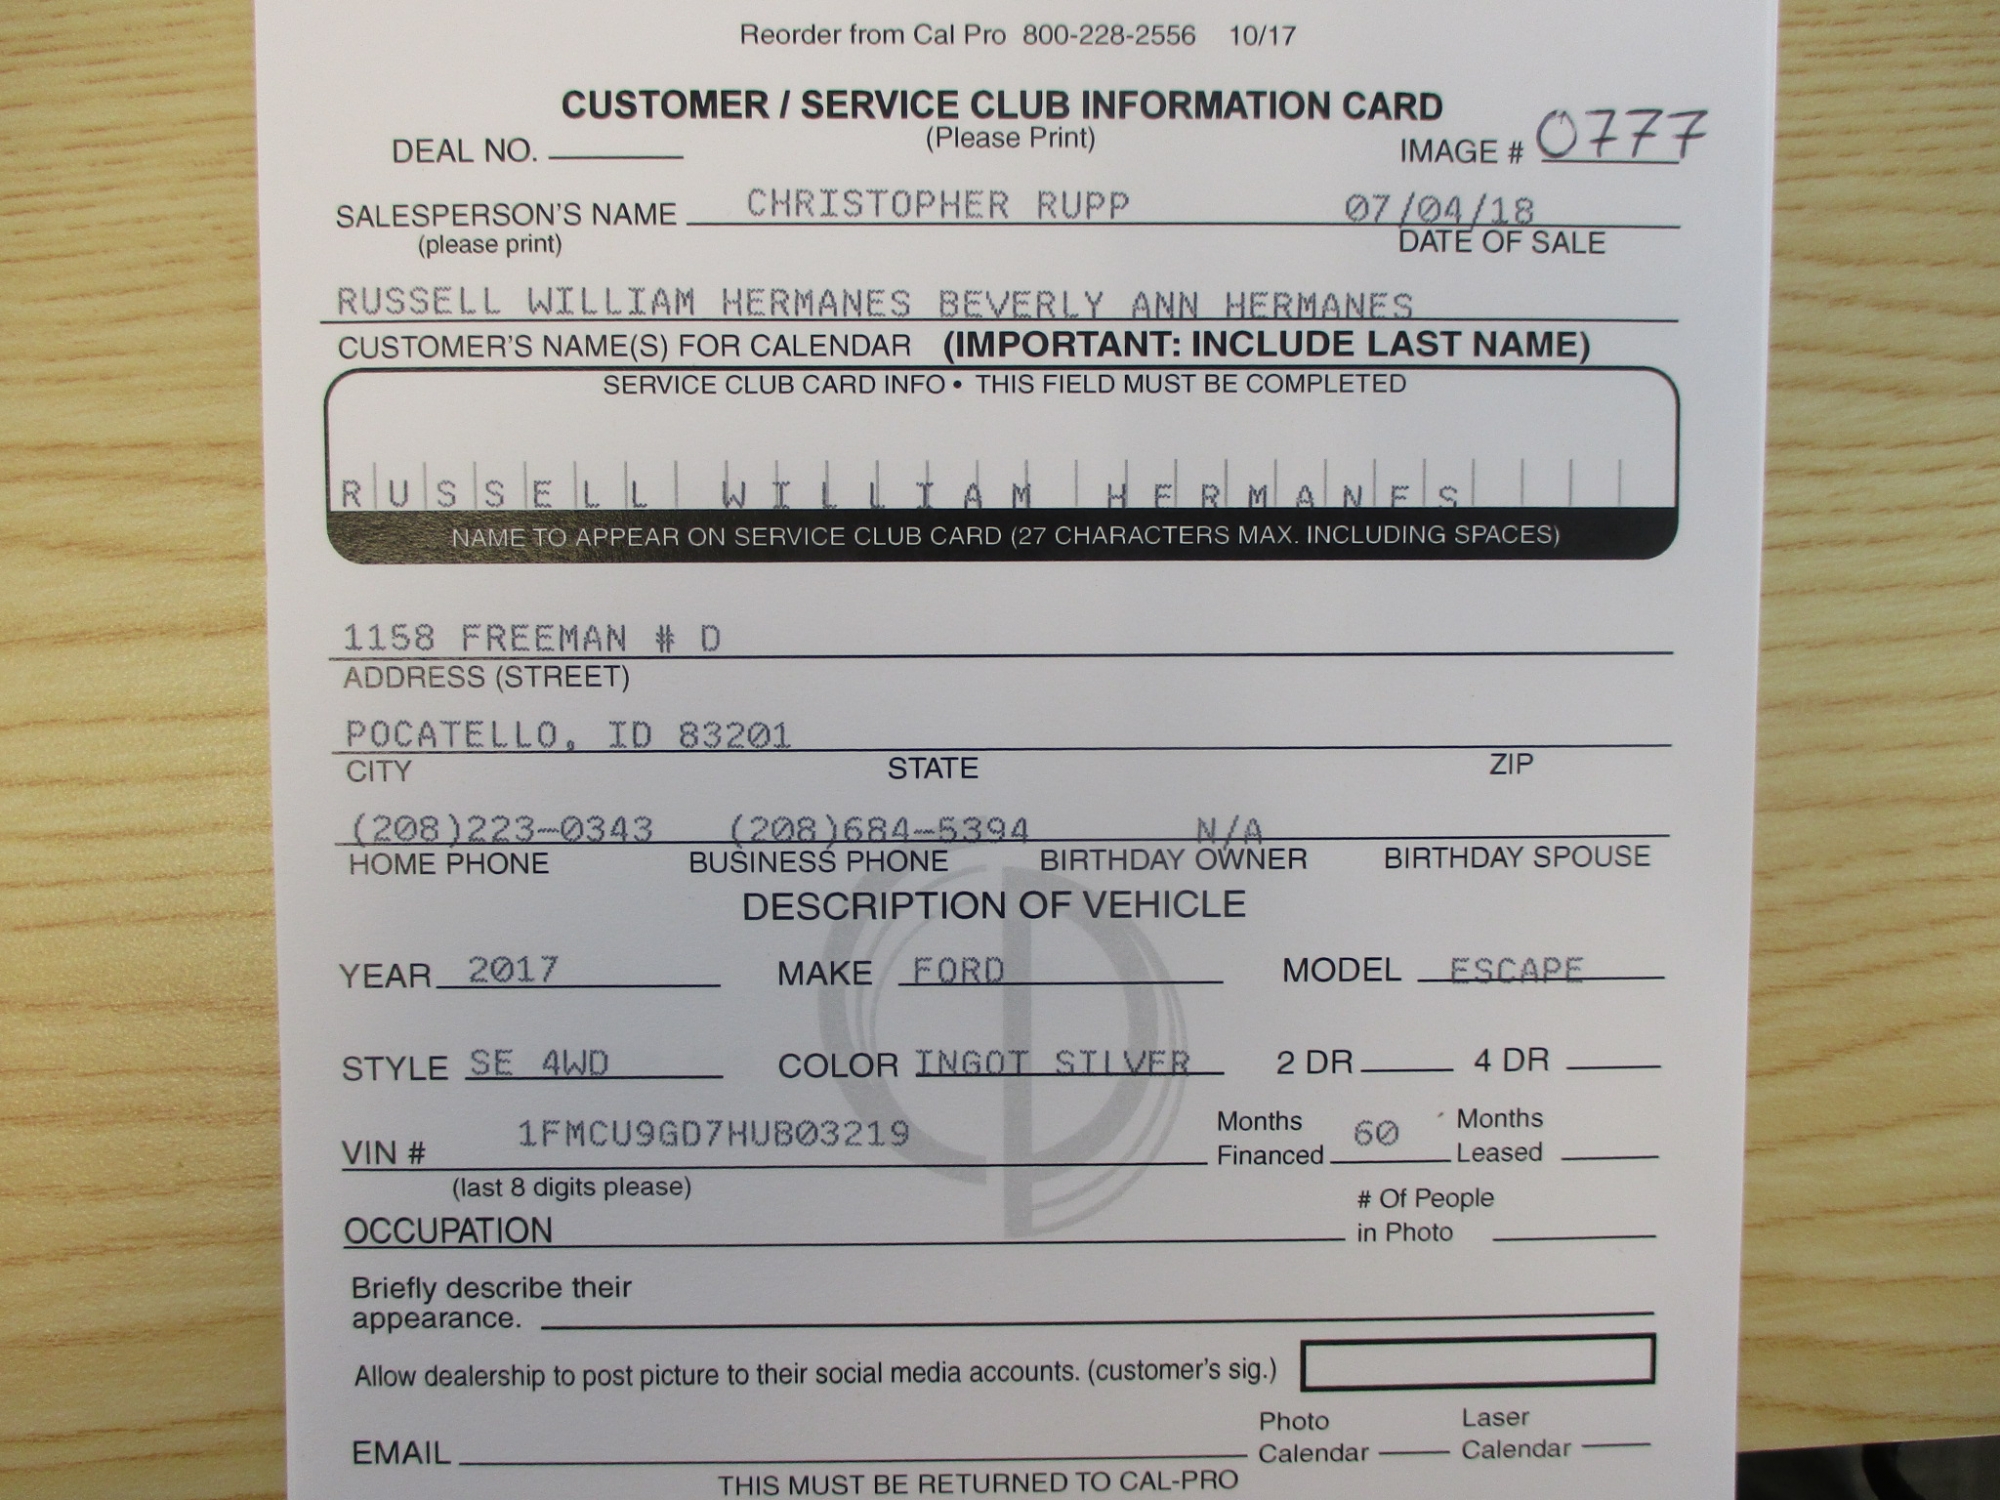 Reorder from Cal Pro 800-228-2556 10/17
CUSTOMER / SERVICE CLUB INFORMATION CARD
(Please Print)
DEAL NO. IMAGE # 0777
SALESPERSON'S NAME CHRISTOPHER RUPP 07/04/18
(please print) DATE OF SALE
RUSSELL WILLIAM HERMANES BEVERLY ANN HERMANES
CUSTOMER'S NAME(S) FOR CALENDAR (IMPORTANT: INCLUDE LAST NAME)
SERVICE CLUB CARD INFO • THIS FIELD MUST BE COMPLETED
RUSSELL WILLIAM HERMANES
NAME TO APPEAR ON SERVICE CLUB CARD (27 CHARACTERS MAX. INCLUDING SPACES)
1158 FREEMAN # D
ADDRESS (STREET)
POCATELLO, ID 83201
CITY STATE ZIP
(208)223-0343 (208)684-5394 N/A
HOME PHONE BUSINESS PHONE BIRTHDAY OWNER BIRTHDAY SPOUSE
DESCRIPTION OF VEHICLE
YEAR 2017 MAKE FORD MODEL ESCAPE
STYLE SE 4WD COLOR INGOT SILVER 2 DR 4 DR
VIN # 1FMCU9GD7HUB03219 Months Financed 60 Months Leased
(last 8 digits please)
OCCUPATION # Of People in Photo
Briefly describe their
appearance.
Allow dealership to post picture to their social media accounts. (customer's sig.)
EMAIL Photo Calendar Laser Calendar
THIS MUST BE RETURNED TO CAL-PRO